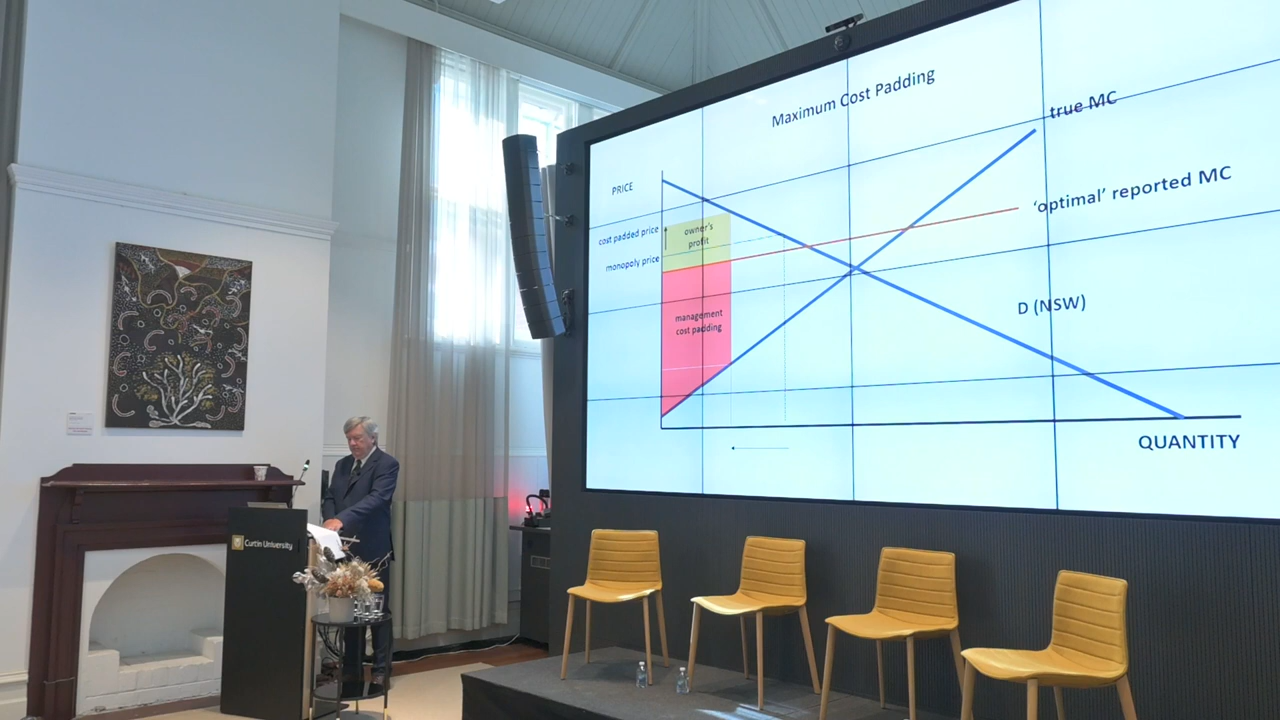 Maximum Cost Padding
true MC
PRICE
'optimal' reported MC
cost padded price
owner's
profit
monopoly price
management
cost padding
D (NSW)
QUANTITY
Curtin University